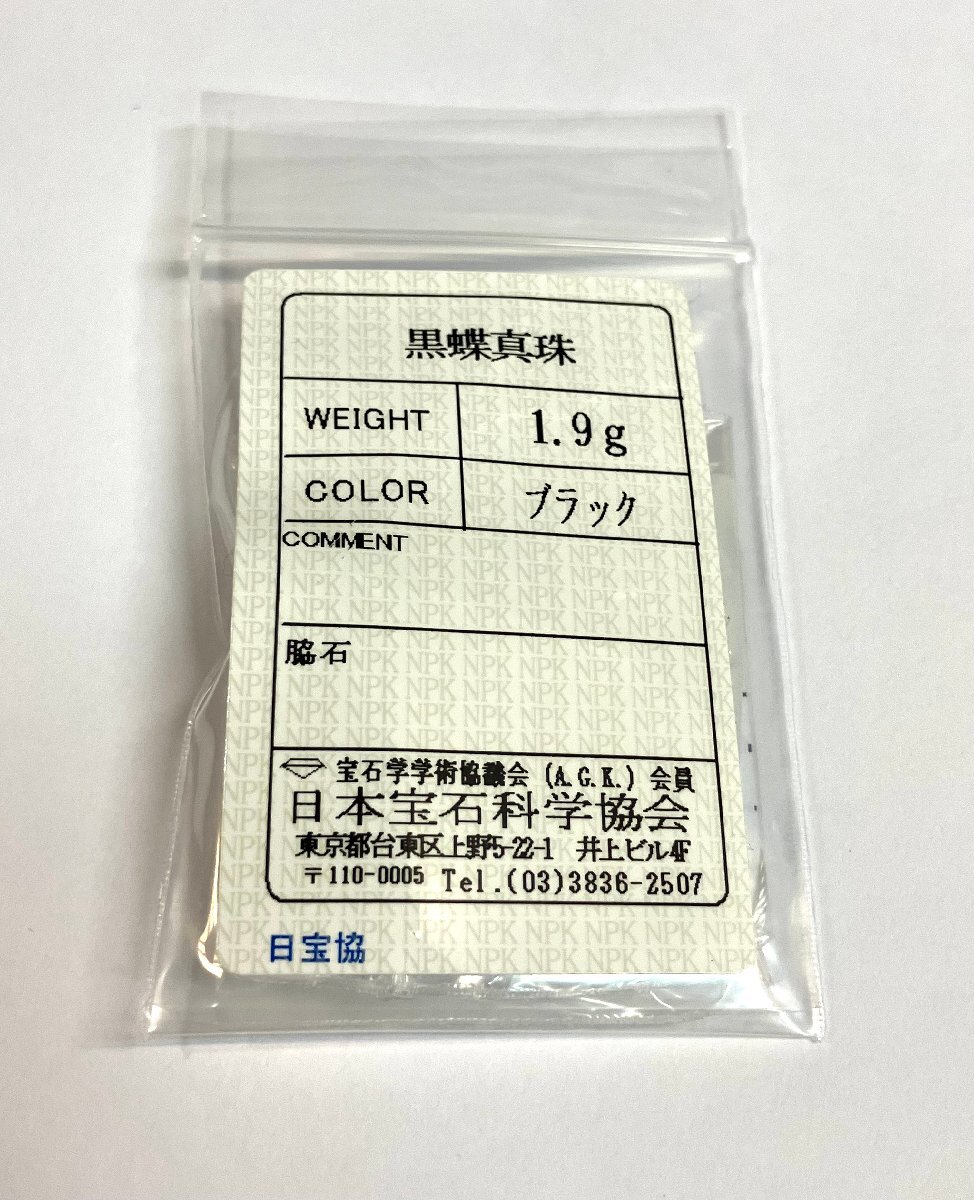 黒蝶真珠
WEIGHT 1.9g
COLOR ブラック
COMMENT
脇石
宝石学学術協議会 (A.G.K.) 会員
日本宝石科学協会
東京都台東区上野5-22-1 井上ビル4F
〒110-0005 Tel.(03)3836-2507
日宝協